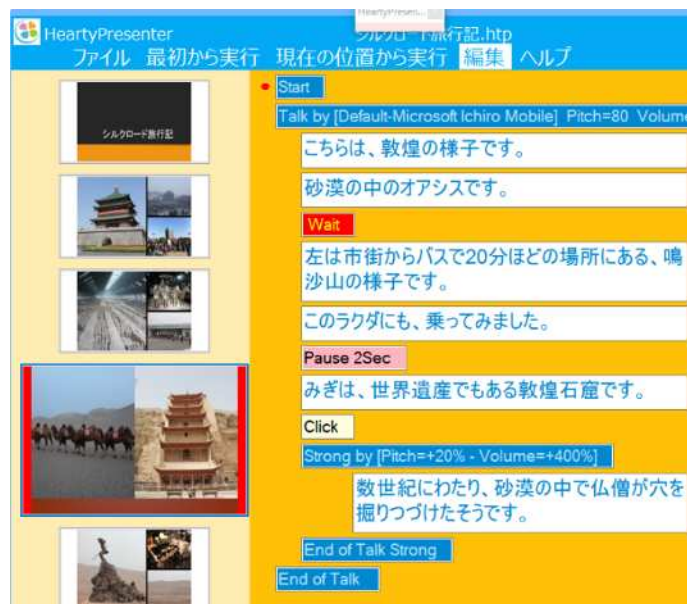 HeartyPresen...
HeartyPresenter
シルクロード旅行記.htp
ファイル 最初から実行 現在の位置から実行 編集 ヘルプ
シルクロード旅行記
Start
Talk by [Default-Microsoft Ichiro Mobile] Pitch=80 Volume
こちらは、敦煌の様子です。
砂漠の中のオアシスです。
Wait
左は市街からバスで20分ほどの場所にある、鳴
沙山の様子です。
このラクダにも、乗ってみました。
Pause 2Sec
みぎは、世界遺産でもある敦煌石窟です。
Click
Strong by [Pitch=+20% - Volume=+400%]
数世紀にわたり、砂漠の中で仏僧が穴を
掘りつづけたそうです。
End of Talk Strong
End of Talk